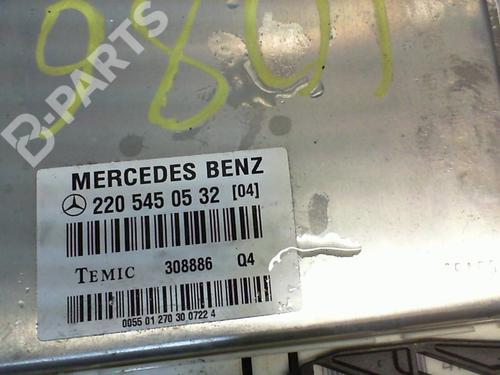 B-PARTS
MERCEDES BENZ
220 545 05 32 [04]
TEMIC 308886 Q4
0055 01 270 30 0722 4